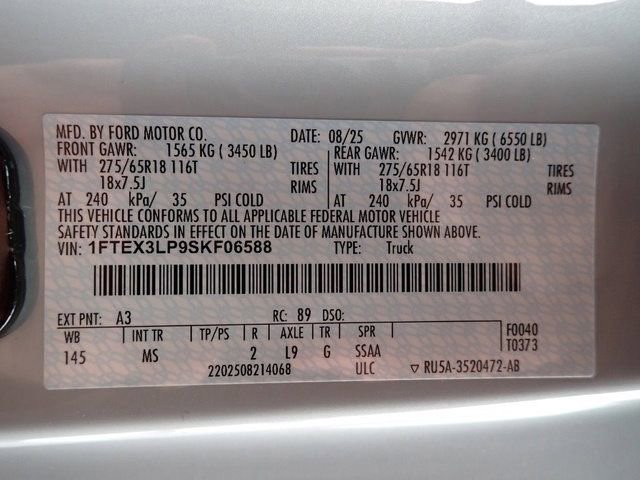 MFD. BY FORD MOTOR CO. DATE: 08/25 GVWR: 2971 KG ( 6550 LB)
FRONT GAWR: 1565 KG ( 3450 LB) REAR GAWR: 1542 KG ( 3400 LB)
WITH 275/65R18 116T TIRES WITH 275/65R18 116T TIRES
18x7.5J RIMS 18x7.5J RIMS
AT 240 kPa/ 35 PSI COLD AT 240 kPa/ 35 PSI COLD
THIS VEHICLE CONFORMS TO ALL APPLICABLE FEDERAL MOTOR VEHICLE
SAFETY STANDARDS IN EFFECT ON THE DATE OF MANUFACTURE SHOWN ABOVE.
VIN: 1FTEX3LP9SKF06588 TYPE: Truck
EXT PNT: A3 RC: 89 DSO:
WB INT TR TP/PS R AXLE TR SPR F0040
145 MS 2 L9 G SSAA T0373
2202508214068 ULC ▽ RU5A-3520472-AB